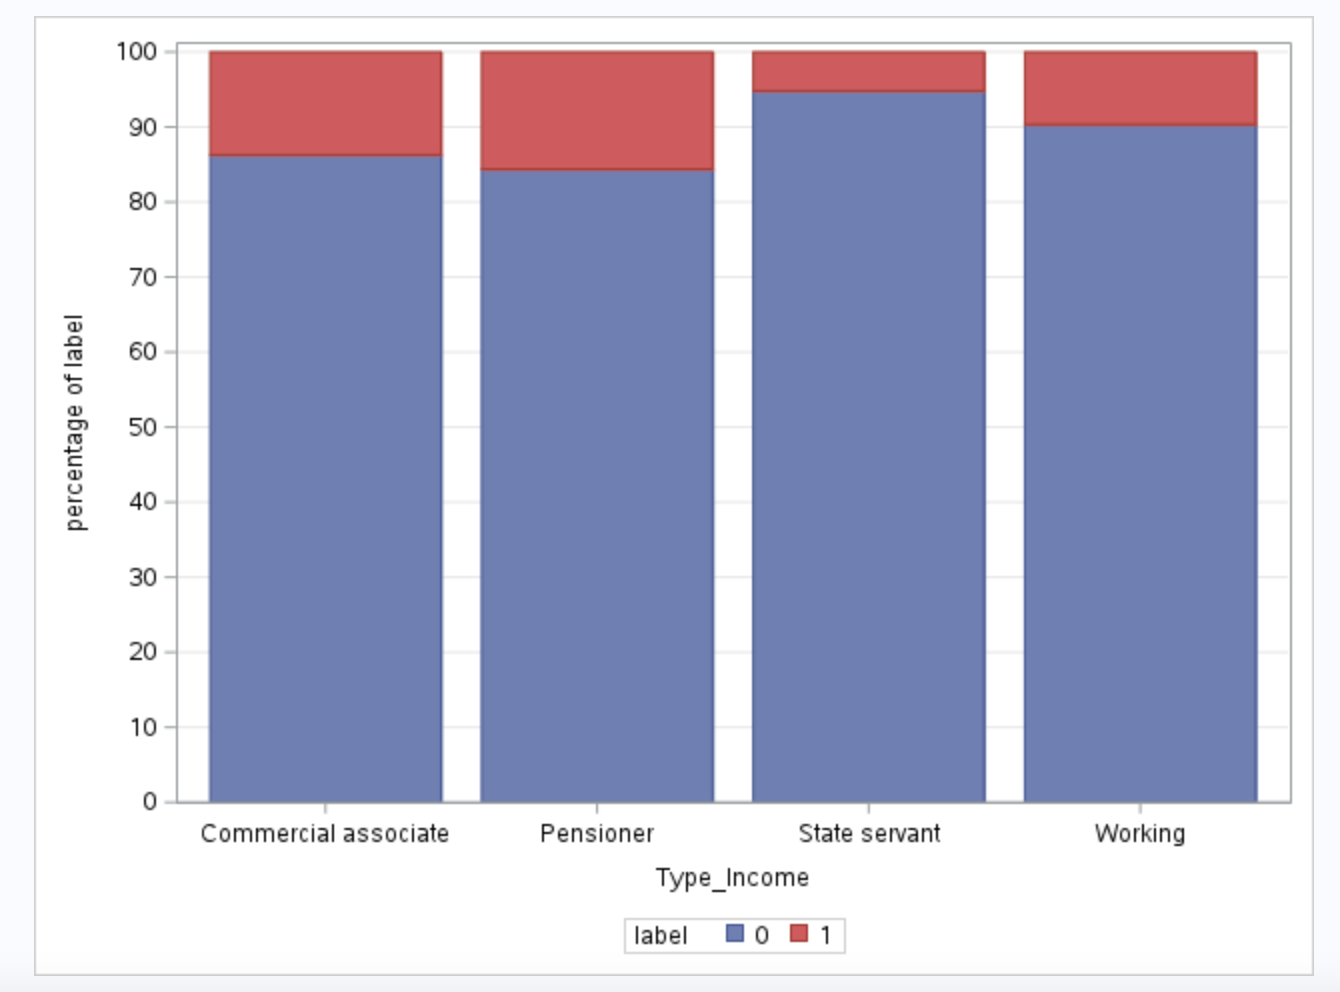 100
90
80
70
60
50
40
30
20
10
0
percentage of label
Commercial associate Pensioner State servant Working
Type_Income
label 0 1